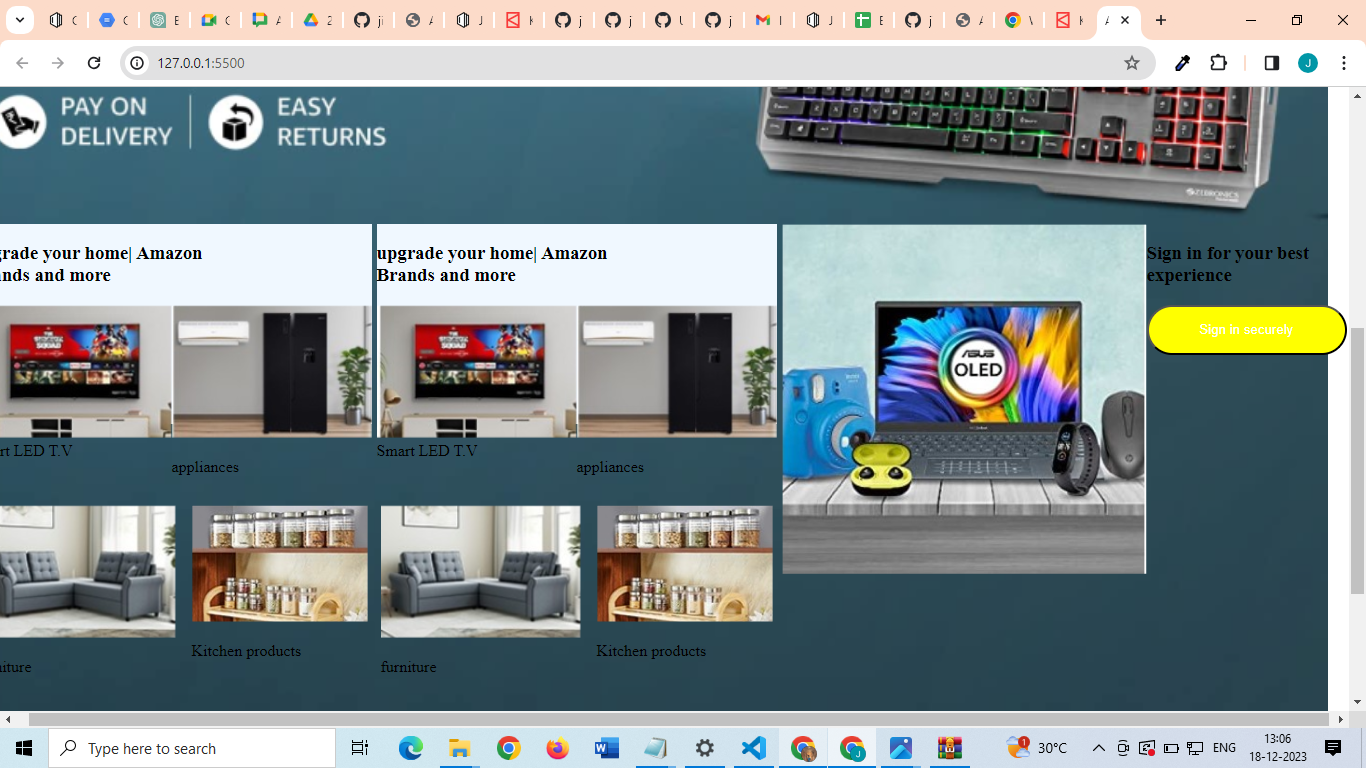 127.0.0.1:5500
PAY ON
DELIVERY
EASY
RETURNS
ZEBRONICS
grade your home| Amazon
ands and more
upgrade your home| Amazon
Brands and more
Sign in for your best
experience
Sign in securely
ASUS
OLED
rt LED T.V
appliances
Smart LED T.V
appliances
Kitchen products
niture
Kitchen products
furniture
Type here to search
30°C
ENG
13:06
18-12-2023